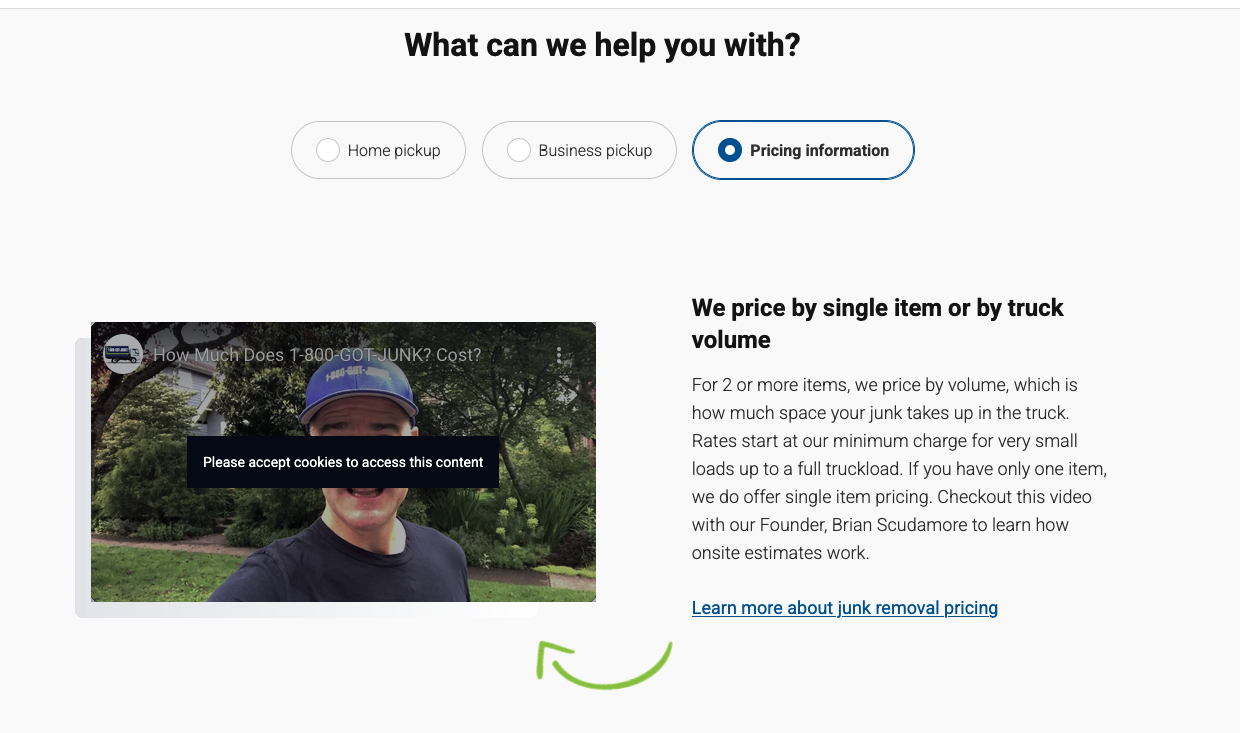 What can we help you with?
Home pickup
Business pickup
Pricing information
How Much Does 1-800-GOT-JUNK? Cost?
1-800-GOT-JUNK?
Please accept cookies to access this content
We price by single item or by truck
volume
For 2 or more items, we price by volume, which is
how much space your junk takes up in the truck.
Rates start at our minimum charge for very small
loads up to a full truckload. If you have only one item,
we do offer single item pricing. Checkout this video
with our Founder, Brian Scudamore to learn how
onsite estimates work.
Learn more about junk removal pricing